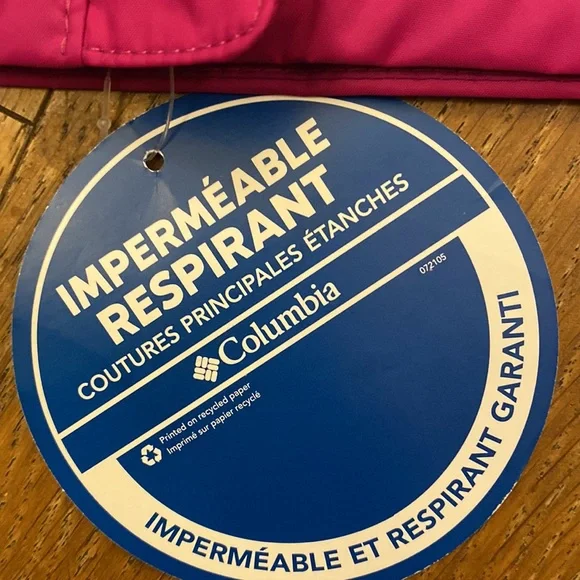 IMPERMÉABLE
RESPIRANT
COUTURES PRINCIPALES ÉTANCHES
Columbia
072105
Printed on recycled paper
Imprimé sur papier recyclé
IMPERMÉABLE ET RESPIRANT GARANTI